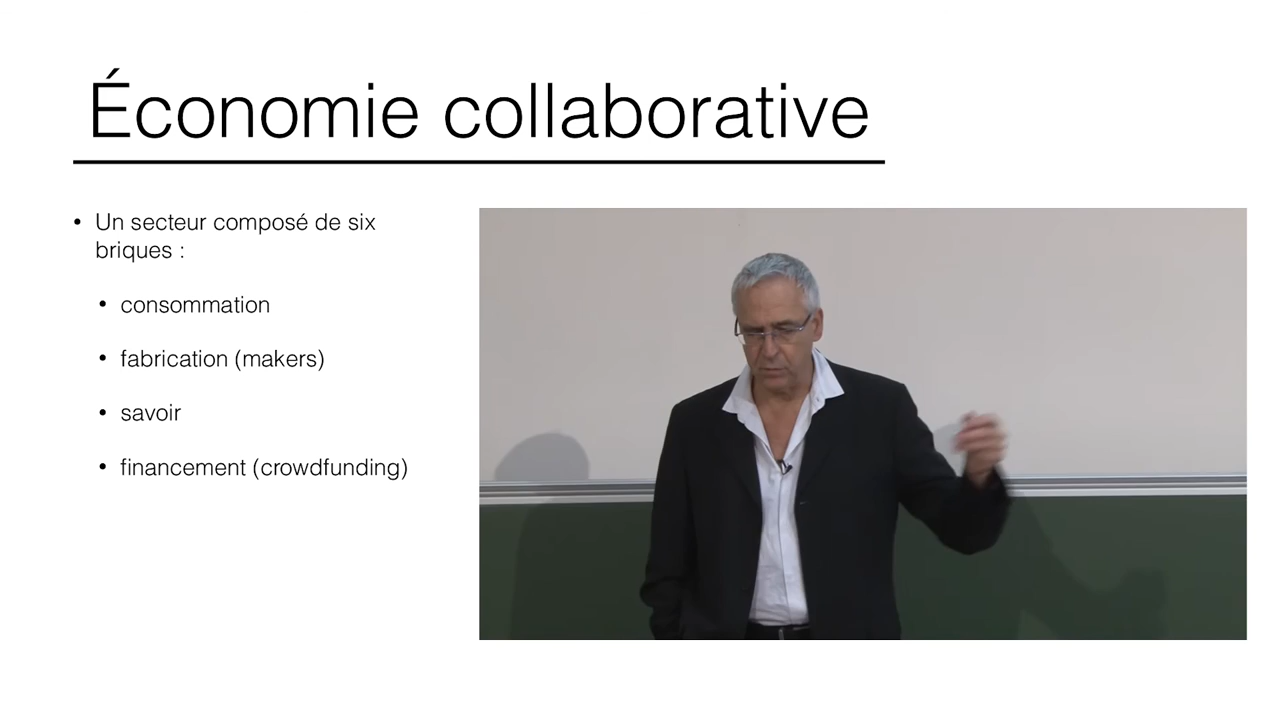 Économie collaborative
• Un secteur composé de six
briques :
• consommation
• fabrication (makers)
• savoir
• financement (crowdfunding)